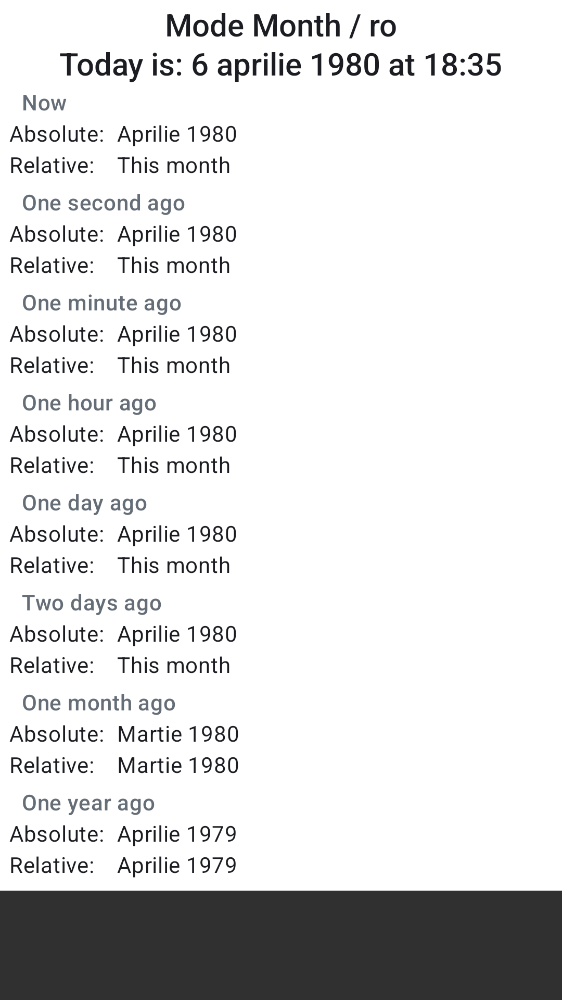 Mode Month / ro
Today is: 6 aprilie 1980 at 18:35
Now
Absolute: Aprilie 1980
Relative: This month
One second ago
Absolute: Aprilie 1980
Relative: This month
One minute ago
Absolute: Aprilie 1980
Relative: This month
One hour ago
Absolute: Aprilie 1980
Relative: This month
One day ago
Absolute: Aprilie 1980
Relative: This month
Two days ago
Absolute: Aprilie 1980
Relative: This month
One month ago
Absolute: Martie 1980
Relative: Martie 1980
One year ago
Absolute: Aprilie 1979
Relative: Aprilie 1979